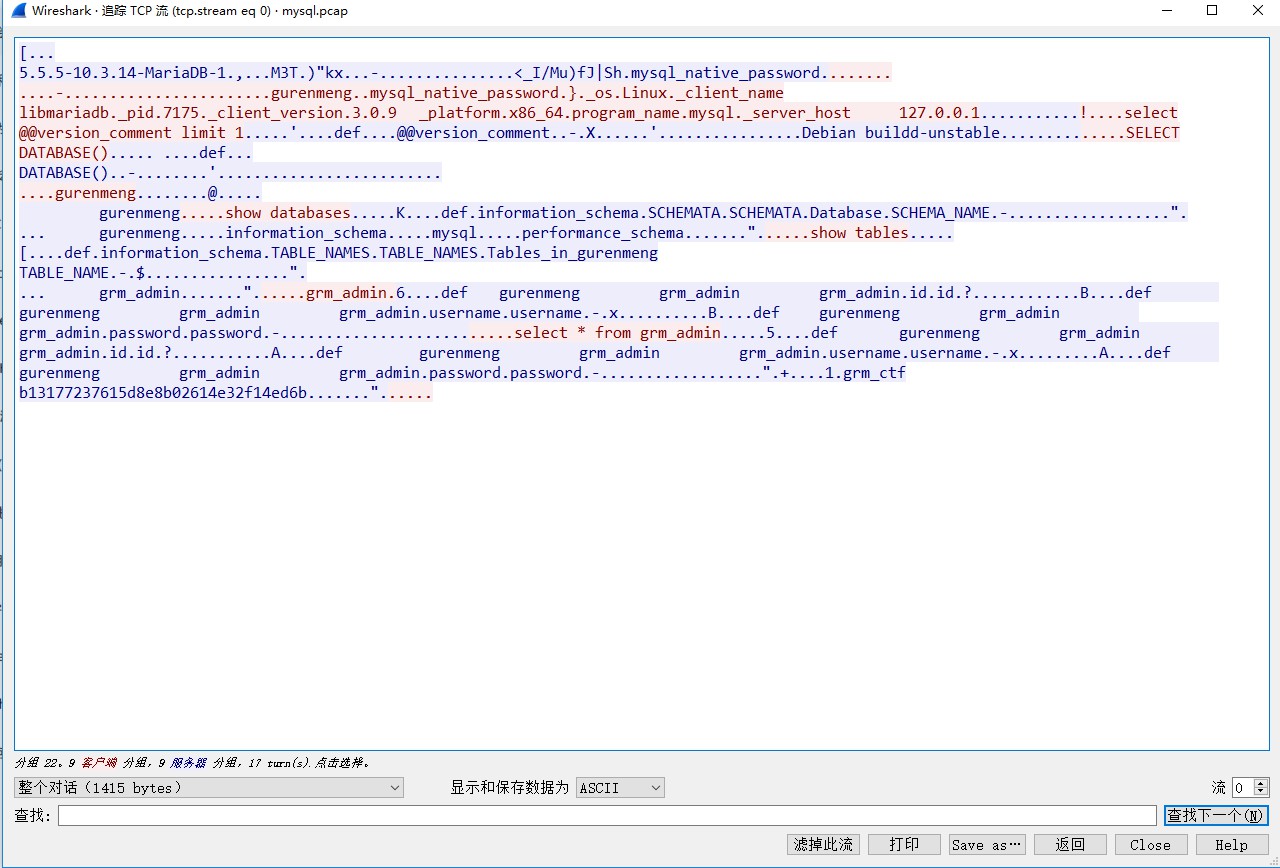 Wireshark · 追踪 TCP 流 (tcp.stream eq 0) · mysql.pcap
[...
5.5.5-10.3.14-MariaDB-1.,...M3T.)"kx...-...............<_I/Mu)fJ|Sh.mysql_native_password........
....-.......................gurenmeng..mysql_native_password.}._os.Linux._client_name
libmariadb._pid.7175._client_version.3.0.9 _platform.x86_64.program_name.mysql._server_host 127.0.0.1...........!....select
@@version_comment limit 1.....'....def....@@version_comment..-.X......'................Debian buildd-unstable..............SELECT
DATABASE()..... ....def...
DATABASE()..-........'.........................
....gurenmeng........@.....
gurenmeng.....show databases.....K....def.information_schema.SCHEMATA.SCHEMATA.Database.SCHEMA_NAME.-..................".
... gurenmeng.....information_schema.....mysql.....performance_schema.......".......show tables.....
[....def.information_schema.TABLE_NAMES.TABLE_NAMES.Tables_in_gurenmeng
TABLE_NAME.-.$................".
... grm_admin.......".......grm_admin.6....def gurenmeng grm_admin grm_admin.id.id.?............B....def
gurenmeng grm_admin grm_admin.username.username.-.x..........B....def gurenmeng grm_admin
grm_admin.password.password.-..........................select * from grm_admin.....5....def gurenmeng grm_admin
grm_admin.id.id.?...........A....def gurenmeng grm_admin grm_admin.username.username.-.x.........A....def
gurenmeng grm_admin grm_admin.password.password.-..................".+....1.grm_ctf
b13177237615d8e8b02614e32f14ed6b.......".......
分组 22。9 客户端 分组，9 服务器 分组，17 turn(s).点击选择。
整个对话（1415 bytes） 显示和保存数据为 ASCII 流 0
查找： 查找下一个(N)
滤掉此流 打印 Save as… 返回 Close Help